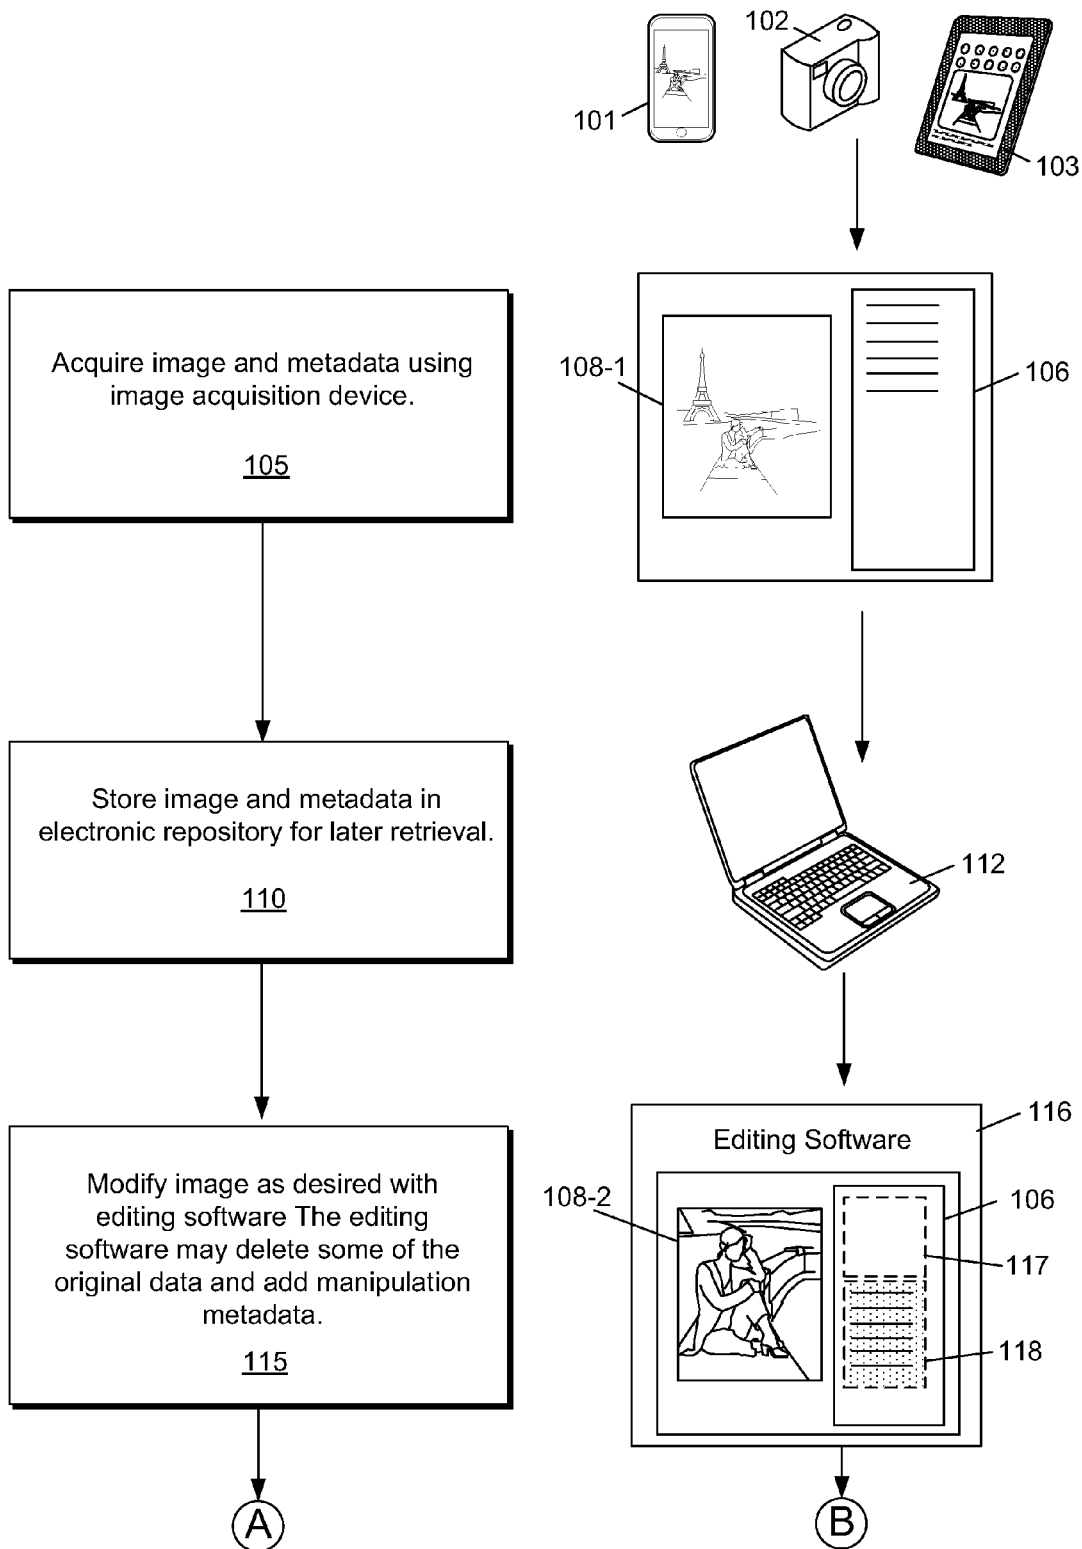 102
101
103
Acquire image and metadata using
image acquisition device.
105
108-1
106
Store image and metadata in
electronic repository for later retrieval.
110
112
Modify image as desired with
editing software The editing
software may delete some of the
original data and add manipulation
metadata.
115
116
Editing Software
108-2
106
117
118
A
B